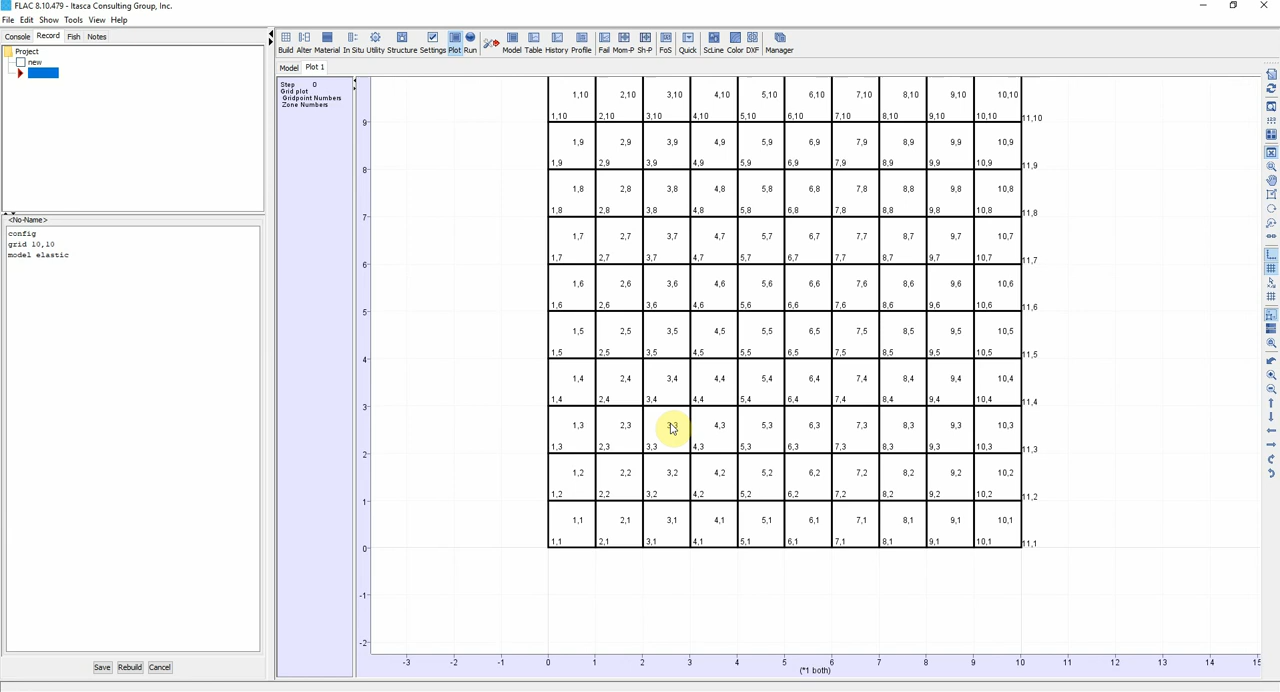 FLAC 8.10.479 - Itasca Consulting Group, Inc.
File Edit Show Tools View Help
Console Record Fish Notes
Build Alter Material In Situ Utility Structure Settings Plot Run Model Table History Profile Fail Mom-P Sh-P FoS Quick ScLine Color DXF Manager
Project
new
Model Plot 1
Step 0
Grid plot
Gridpoint Numbers
Zone Numbers
<No-Name>
config
grid 10,10
model elastic
Save Rebuild Cancel
1,10 2,10 3,10 4,10 5,10 6,10 7,10 8,10 9,10 10,10
1,10 2,10 3,10 4,10 5,10 6,10 7,10 8,10 9,10 10,10 11,10
9
1,9 2,9 3,9 4,9 5,9 6,9 7,9 8,9 9,9 10,9
1,9 2,9 3,9 4,9 5,9 6,9 7,9 8,9 9,9 10,9 11,9
8
1,8 2,8 3,8 4,8 5,8 6,8 7,8 8,8 9,8 10,8
1,8 2,8 3,8 4,8 5,8 6,8 7,8 8,8 9,8 10,8 11,8
7
1,7 2,7 3,7 4,7 5,7 6,7 7,7 8,7 9,7 10,7
1,7 2,7 3,7 4,7 5,7 6,7 7,7 8,7 9,7 10,7 11,7
6
1,6 2,6 3,6 4,6 5,6 6,6 7,6 8,6 9,6 10,6
1,6 2,6 3,6 4,6 5,6 6,6 7,6 8,6 9,6 10,6 11,6
5
1,5 2,5 3,5 4,5 5,5 6,5 7,5 8,5 9,5 10,5
1,5 2,5 3,5 4,5 5,5 6,5 7,5 8,5 9,5 10,5 11,5
4
1,4 2,4 3,4 4,4 5,4 6,4 7,4 8,4 9,4 10,4
1,4 2,4 3,4 4,4 5,4 6,4 7,4 8,4 9,4 10,4 11,4
3
1,3 2,3 3,3 4,3 5,3 6,3 7,3 8,3 9,3 10,3
1,3 2,3 3,3 4,3 5,3 6,3 7,3 8,3 9,3 10,3 11,3
2
1,2 2,2 3,2 4,2 5,2 6,2 7,2 8,2 9,2 10,2
1,2 2,2 3,2 4,2 5,2 6,2 7,2 8,2 9,2 10,2 11,2
1
1,1 2,1 3,1 4,1 5,1 6,1 7,1 8,1 9,1 10,1
1,1 2,1 3,1 4,1 5,1 6,1 7,1 8,1 9,1 10,1 11,1
0
-1
-2
-3 -2 -1 0 1 2 3 4 5 6 7 8 9 10 11 12 13 14
(*1 both)